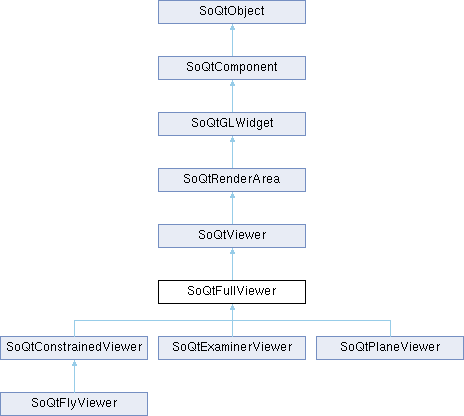 SoQtObject
SoQtComponent
SoQtGLWidget
SoQtRenderArea
SoQtViewer
SoQtFullViewer
SoQtConstrainedViewer
SoQtExaminerViewer
SoQtPlaneViewer
SoQtFlyViewer